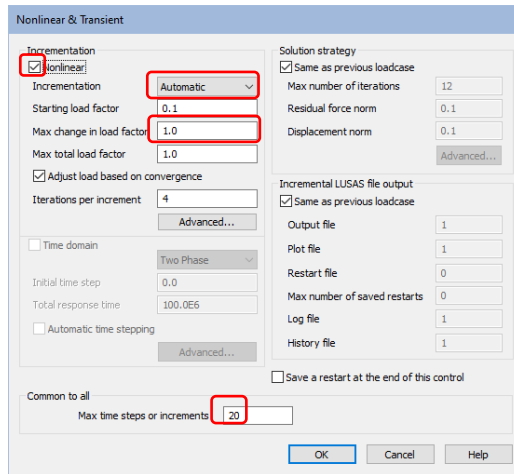 Nonlinear & Transient
Incrementation
Nonlinear
Incrementation Automatic
Starting load factor 0.1
Max change in load factor 1.0
Max total load factor 1.0
Adjust load based on convergence
Iterations per increment 4
Advanced...
Time domain
Two Phase
Initial time step 0.0
Total response time 100.0E6
Automatic time stepping
Advanced...
Solution strategy
Same as previous loadcase
Max number of iterations 12
Residual force norm 0.1
Displacement norm 0.1
Advanced...
Incremental LUSAS file output
Same as previous loadcase
Output file 1
Plot file 1
Restart file 0
Max number of saved restarts 0
Log file 1
History file 1
Save a restart at the end of this control
Common to all
Max time steps or increments 20
OK Cancel Help